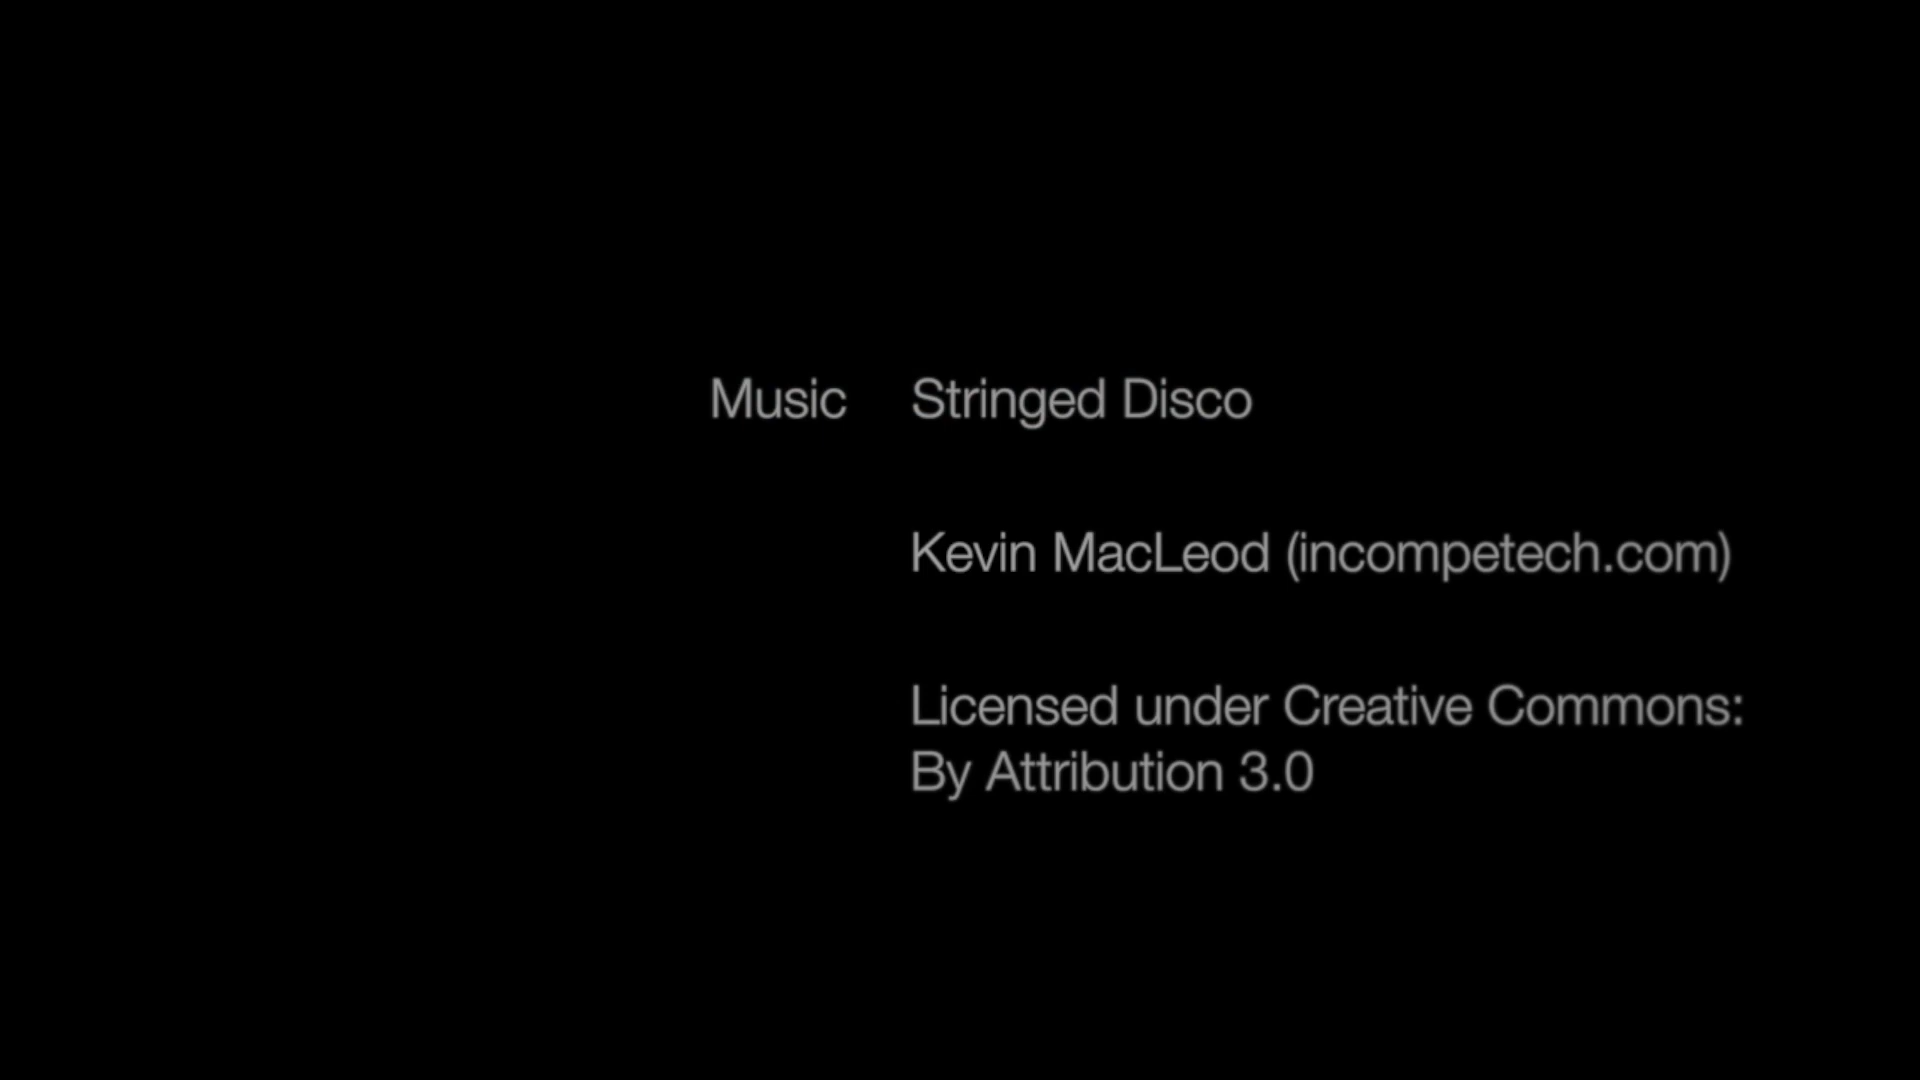 Music Stringed Disco
Kevin MacLeod (incompetech.com)
Licensed under Creative Commons:
By Attribution 3.0